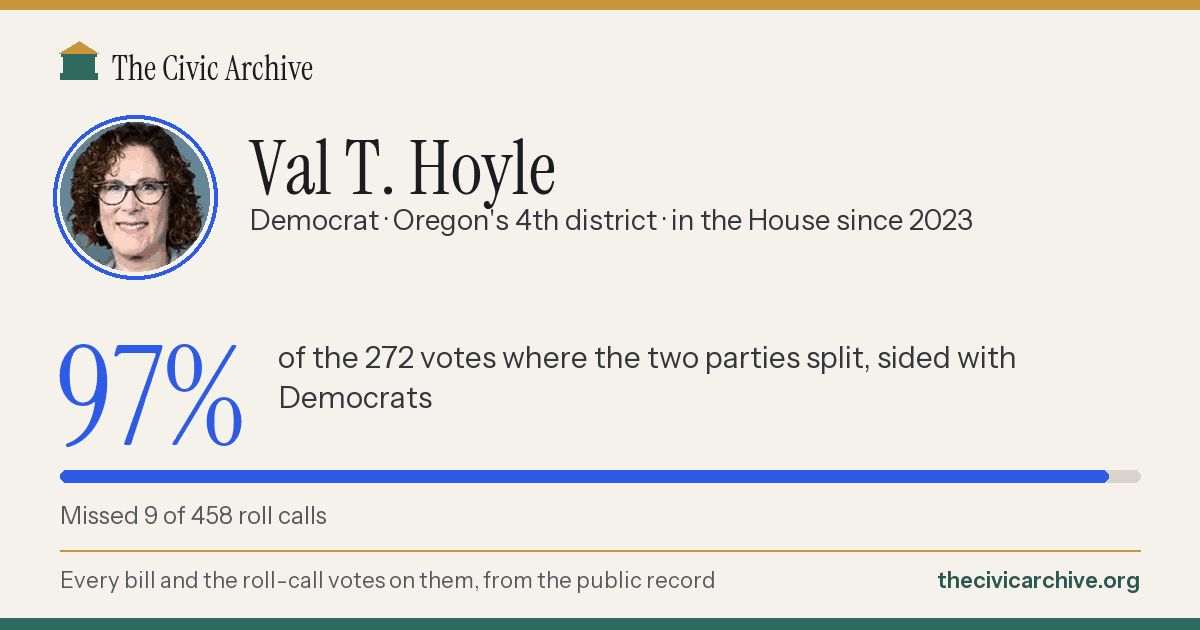 The Civic Archive
Val T. Hoyle
Democrat · Oregon's 4th district · in the House since 2023
97%
of the 272 votes where the two parties split, sided with
Democrats
Missed 9 of 458 roll calls
Every bill and the roll-call votes on them, from the public record
thecivicarchive.org